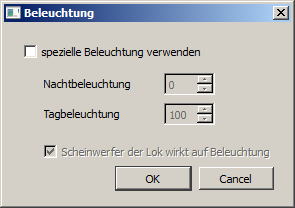 Beleuchtung
spezielle Beleuchtung verwenden
Nachtbeleuchtung 0
Tagbeleuchtung 100
Scheinwerfer der Lok wirkt auf Beleuchtung
OK Cancel